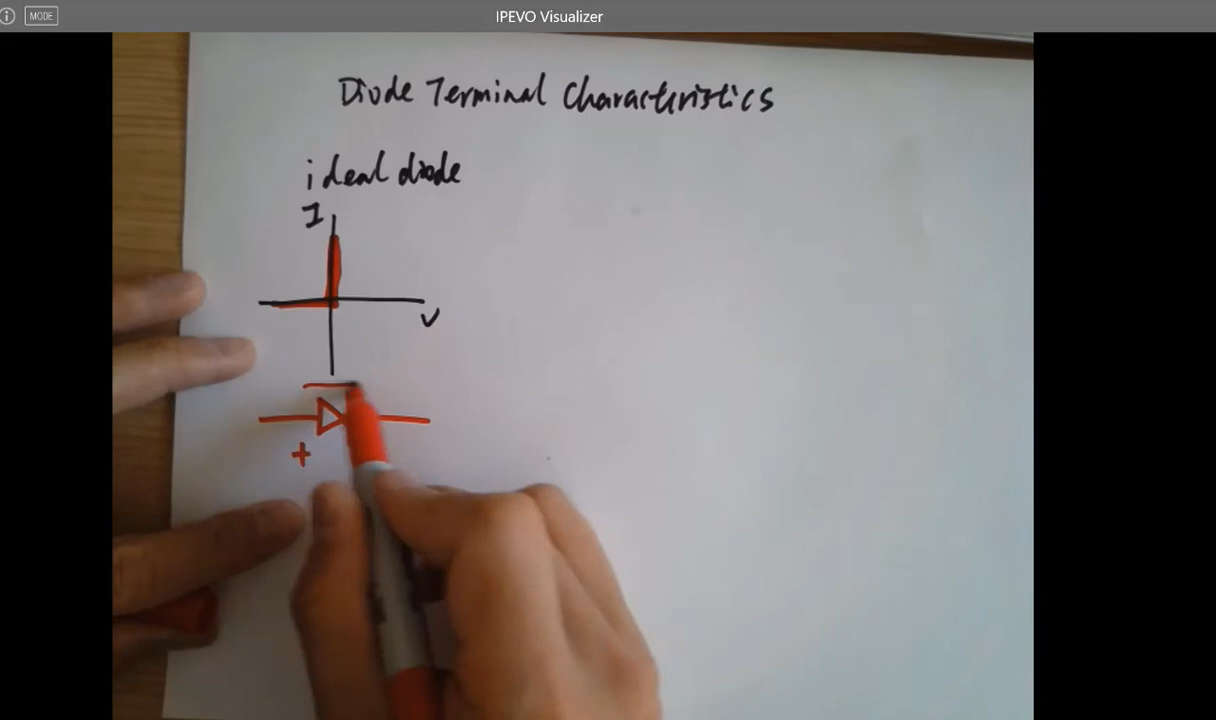 MODE
IPEVO Visualizer
Diode Terminal Characteristics
ideal diode
I
V
+